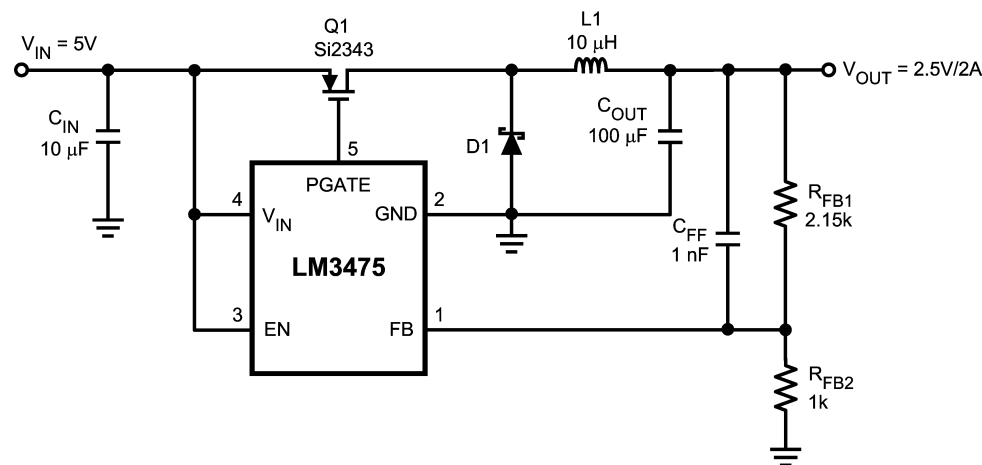 V_IN = 5V
Q1
Si2343
L1
10 µH
V_OUT = 2.5V/2A
C_IN
10 µF
C_OUT
100 µF
D1
5
PGATE
4
V_IN
GND
2
R_FB1
2.15k
C_FF
1 nF
LM3475
3
EN
FB
1
R_FB2
1k